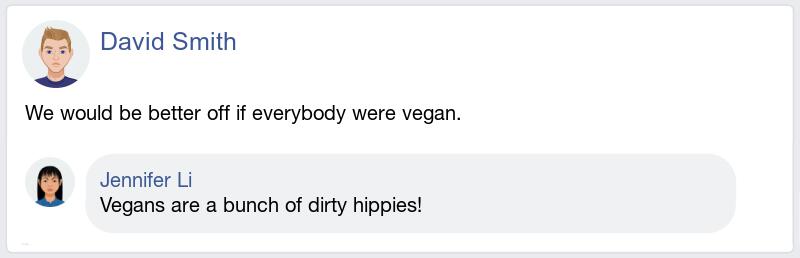 David Smith
We would be better off if everybody were vegan.
Jennifer Li
Vegans are a bunch of dirty hippies!